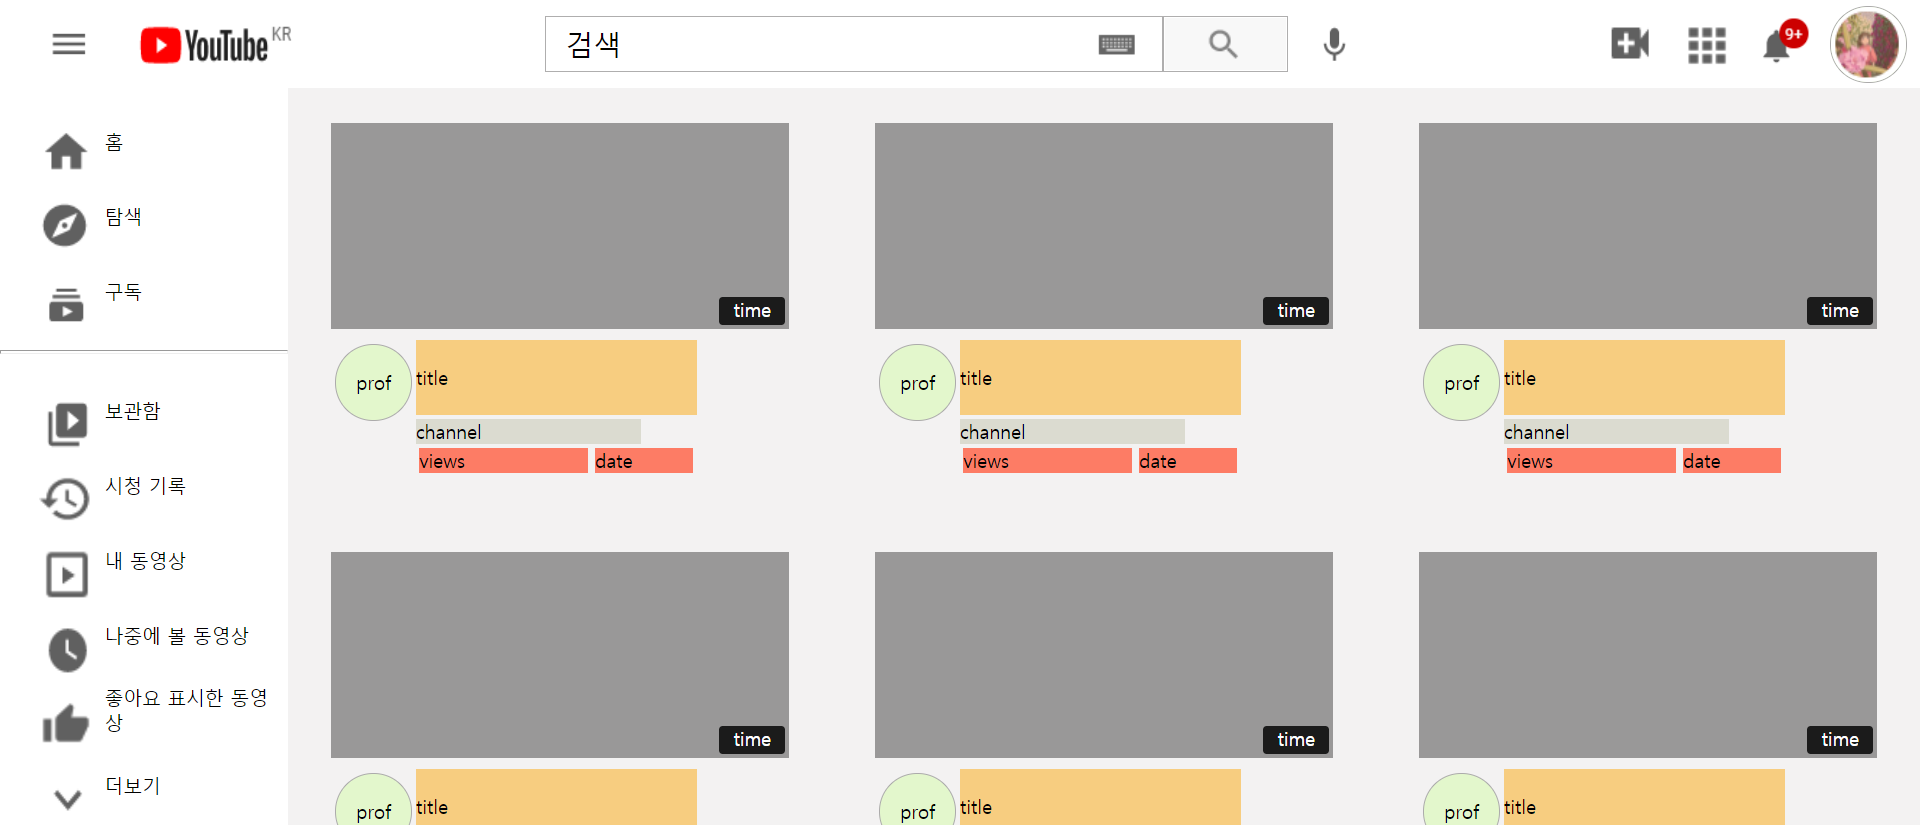 YouTube KR
검색
9+
홈
탐색
구독
보관함
시청 기록
내 동영상
나중에 볼 동영상
좋아요 표시한 동영
상
더보기
time
time
time
prof
title
channel
views date
prof
title
channel
views date
prof
title
channel
views date
time
time
time
prof
title
prof
title
prof
title